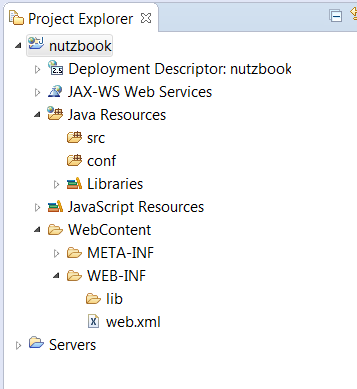 Project Explorer
nutzbook
Deployment Descriptor: nutzbook
JAX-WS Web Services
Java Resources
src
conf
Libraries
JavaScript Resources
WebContent
META-INF
WEB-INF
lib
web.xml
Servers